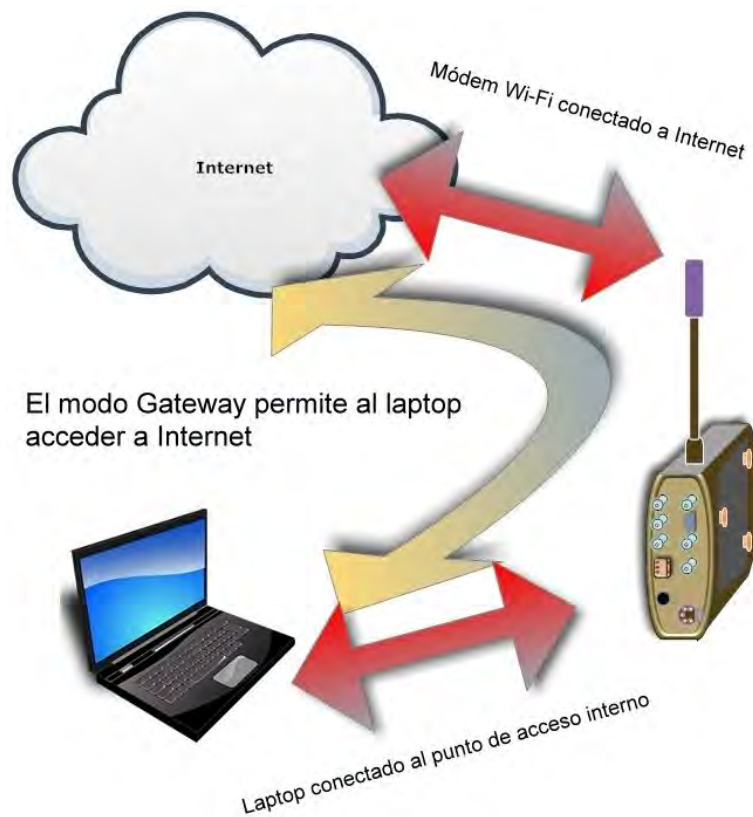 Módem Wi-Fi conectado a Internet
Internet
El modo Gateway permite al laptop
acceder a Internet
Laptop conectado al punto de acceso interno